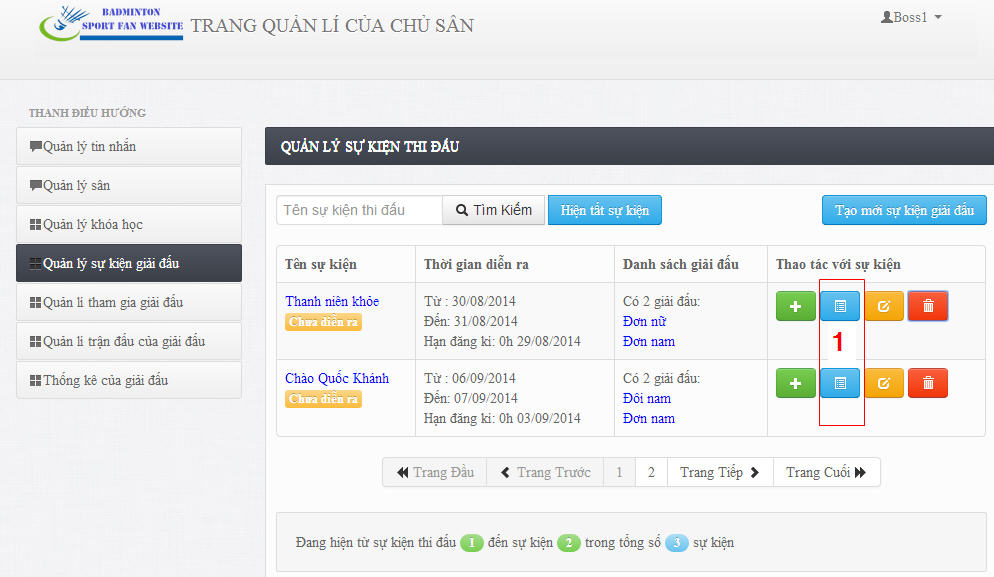 BADMINTON
SPORT FAN WEBSITE
TRANG QUẢN LÍ CỦA CHỦ SÂN
Boss1
THANH ĐIỀU HƯỚNG
Quản lý tin nhắn
Quản lý sân
Quản lý khóa học
Quản lý sự kiện giải đấu
Quản lí tham gia giải đấu
Quản lí trận đấu của giải đấu
Thống kê của giải đấu
QUẢN LÝ SỰ KIỆN THI ĐẤU
Tên sự kiện thi đấu Tìm Kiếm Hiện tất sự kiện Tạo mới sự kiện giải đấu
Tên sự kiện Thời gian diễn ra Danh sách giải đấu Thao tác với sự kiện
Thanh niên khỏe
Chưa diễn ra
Từ : 30/08/2014
Đến: 31/08/2014
Hạn đăng kí: 0h 29/08/2014
Có 2 giải đấu:
Đơn nữ
Đơn nam
1
Chào Quốc Khánh
Chưa diễn ra
Từ : 06/09/2014
Đến: 07/09/2014
Hạn đăng kí: 0h 03/09/2014
Có 2 giải đấu:
Đôi nam
Đơn nam
Trang Đầu Trang Trước 1 2 Trang Tiếp Trang Cuối
Đang hiện từ sự kiện thi đấu 1 đến sự kiện 2 trong tổng số 3 sự kiện